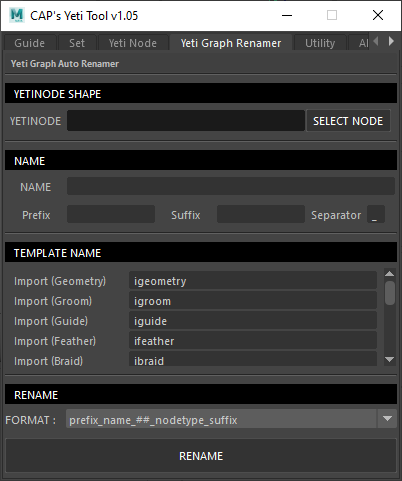 CAP's Yeti Tool v1.05
Guide Set Yeti Node Yeti Graph Renamer Utility
Yeti Graph Auto Renamer
YETINODE SHAPE
YETINODE SELECT NODE
NAME
NAME
Prefix Suffix Separator _
TEMPLATE NAME
Import (Geometry) igeometry
Import (Groom) igroom
Import (Guide) iguide
Import (Feather) ifeather
Import (Braid) ibraid
RENAME
FORMAT : prefix_name_##_nodetype_suffix
RENAME